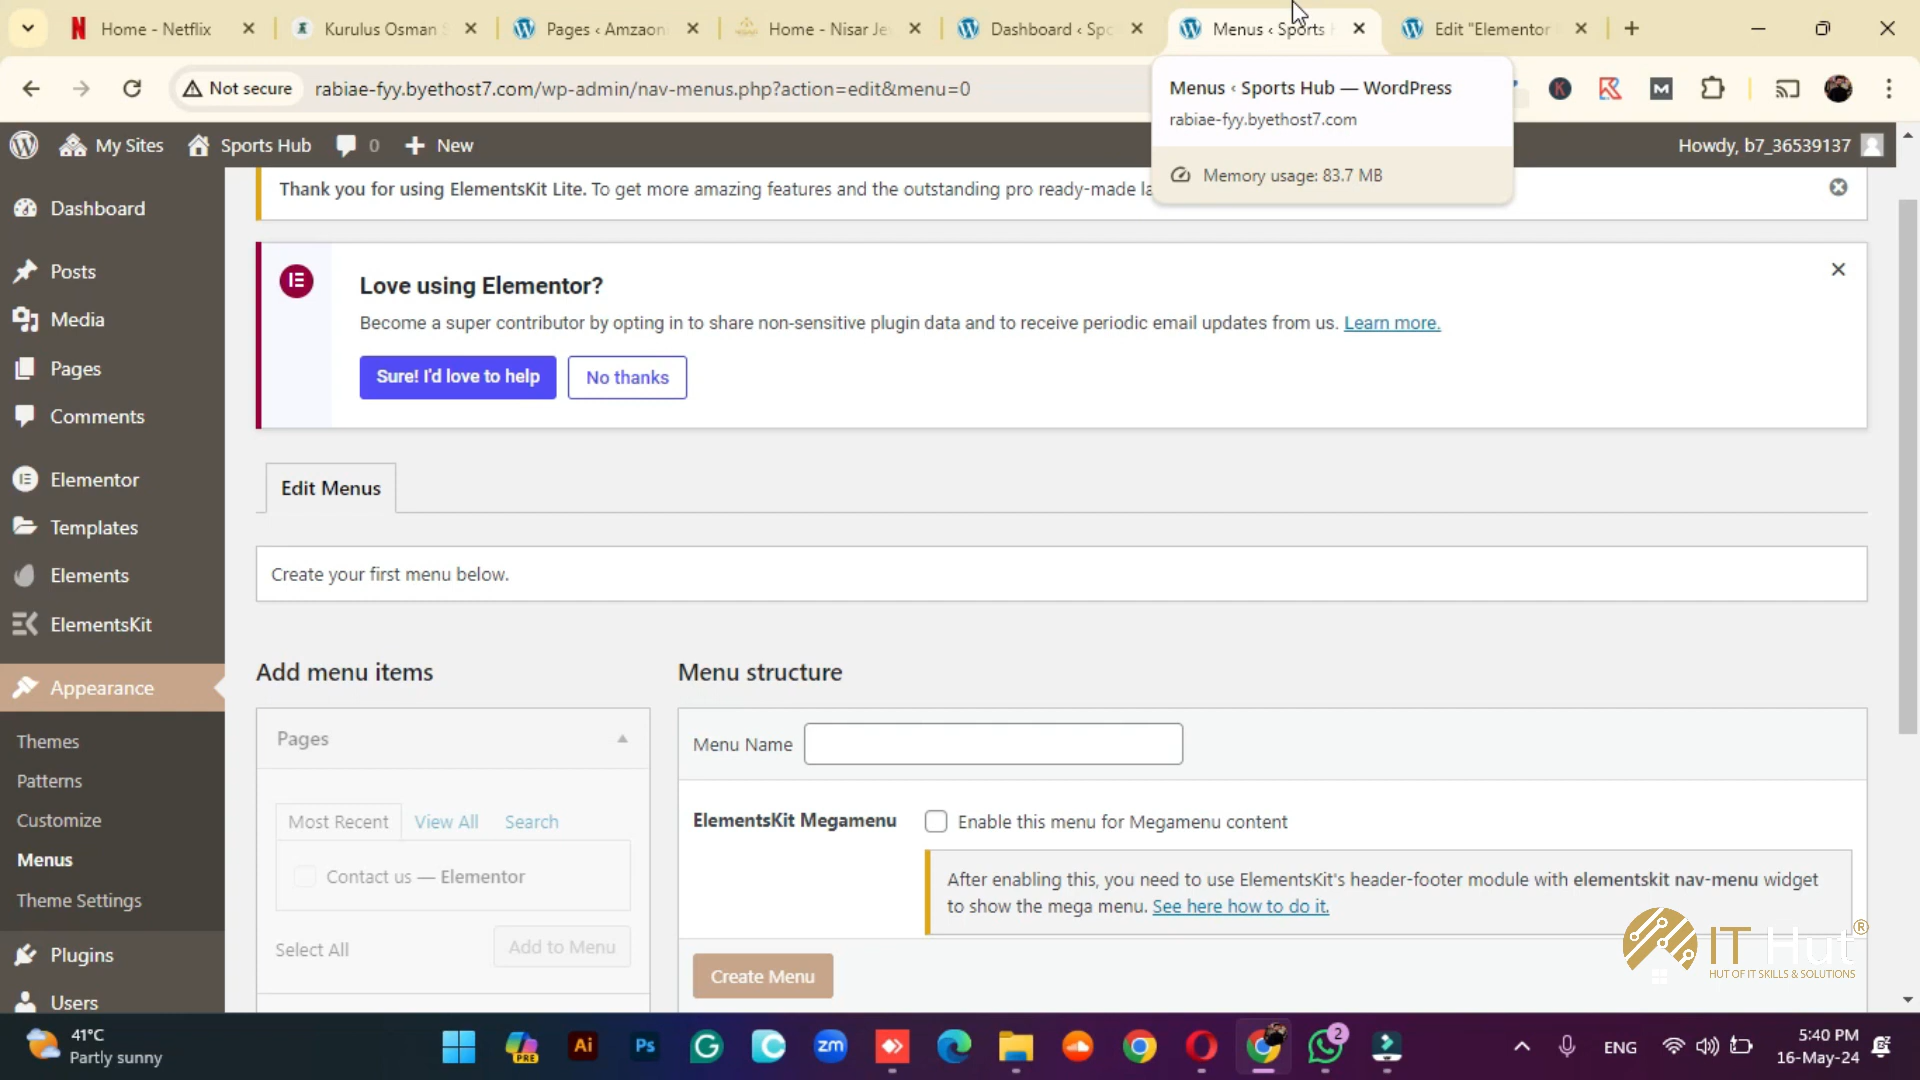 Home - Netflix
Kurulus Osman
Pages ‹ Amzaon
Home - Nisar Je
Dashboard ‹ Sp
Menus ‹ Sports
Edit "Elementor
Not secure
rabiae-fyy.byethost7.com/wp-admin/nav-menus.php?action=edit&menu=0
Menus ‹ Sports Hub — WordPress
rabiae-fyy.byethost7.com
Memory usage: 83.7 MB
My Sites
Sports Hub
0
New
Howdy, b7_36539137
Dashboard
Posts
Media
Pages
Comments
Elementor
Templates
Elements
ElementsKit
Appearance
Themes
Patterns
Customize
Menus
Theme Settings
Plugins
Users
Thank you for using ElementsKit Lite. To get more amazing features and the outstanding pro ready-made la
Love using Elementor?
Become a super contributor by opting in to share non-sensitive plugin data and to receive periodic email updates from us. Learn more.
Sure! I'd love to help
No thanks
Edit Menus
Create your first menu below.
Add menu items
Pages
Most Recent
View All
Search
Contact us — Elementor
Select All
Add to Menu
Menu structure
Menu Name
ElementsKit Megamenu
Enable this menu for Megamenu content
After enabling this, you need to use ElementsKit's header-footer module with elementskit nav-menu widget
to show the mega menu. See here how to do it.
Create Menu
IT Hut®
HUT OF IT SKILLS & SOLUTIONS
41°C
Partly sunny
PRE
Ai
Ps
zm
2
ENG
5:40 PM
16-May-24